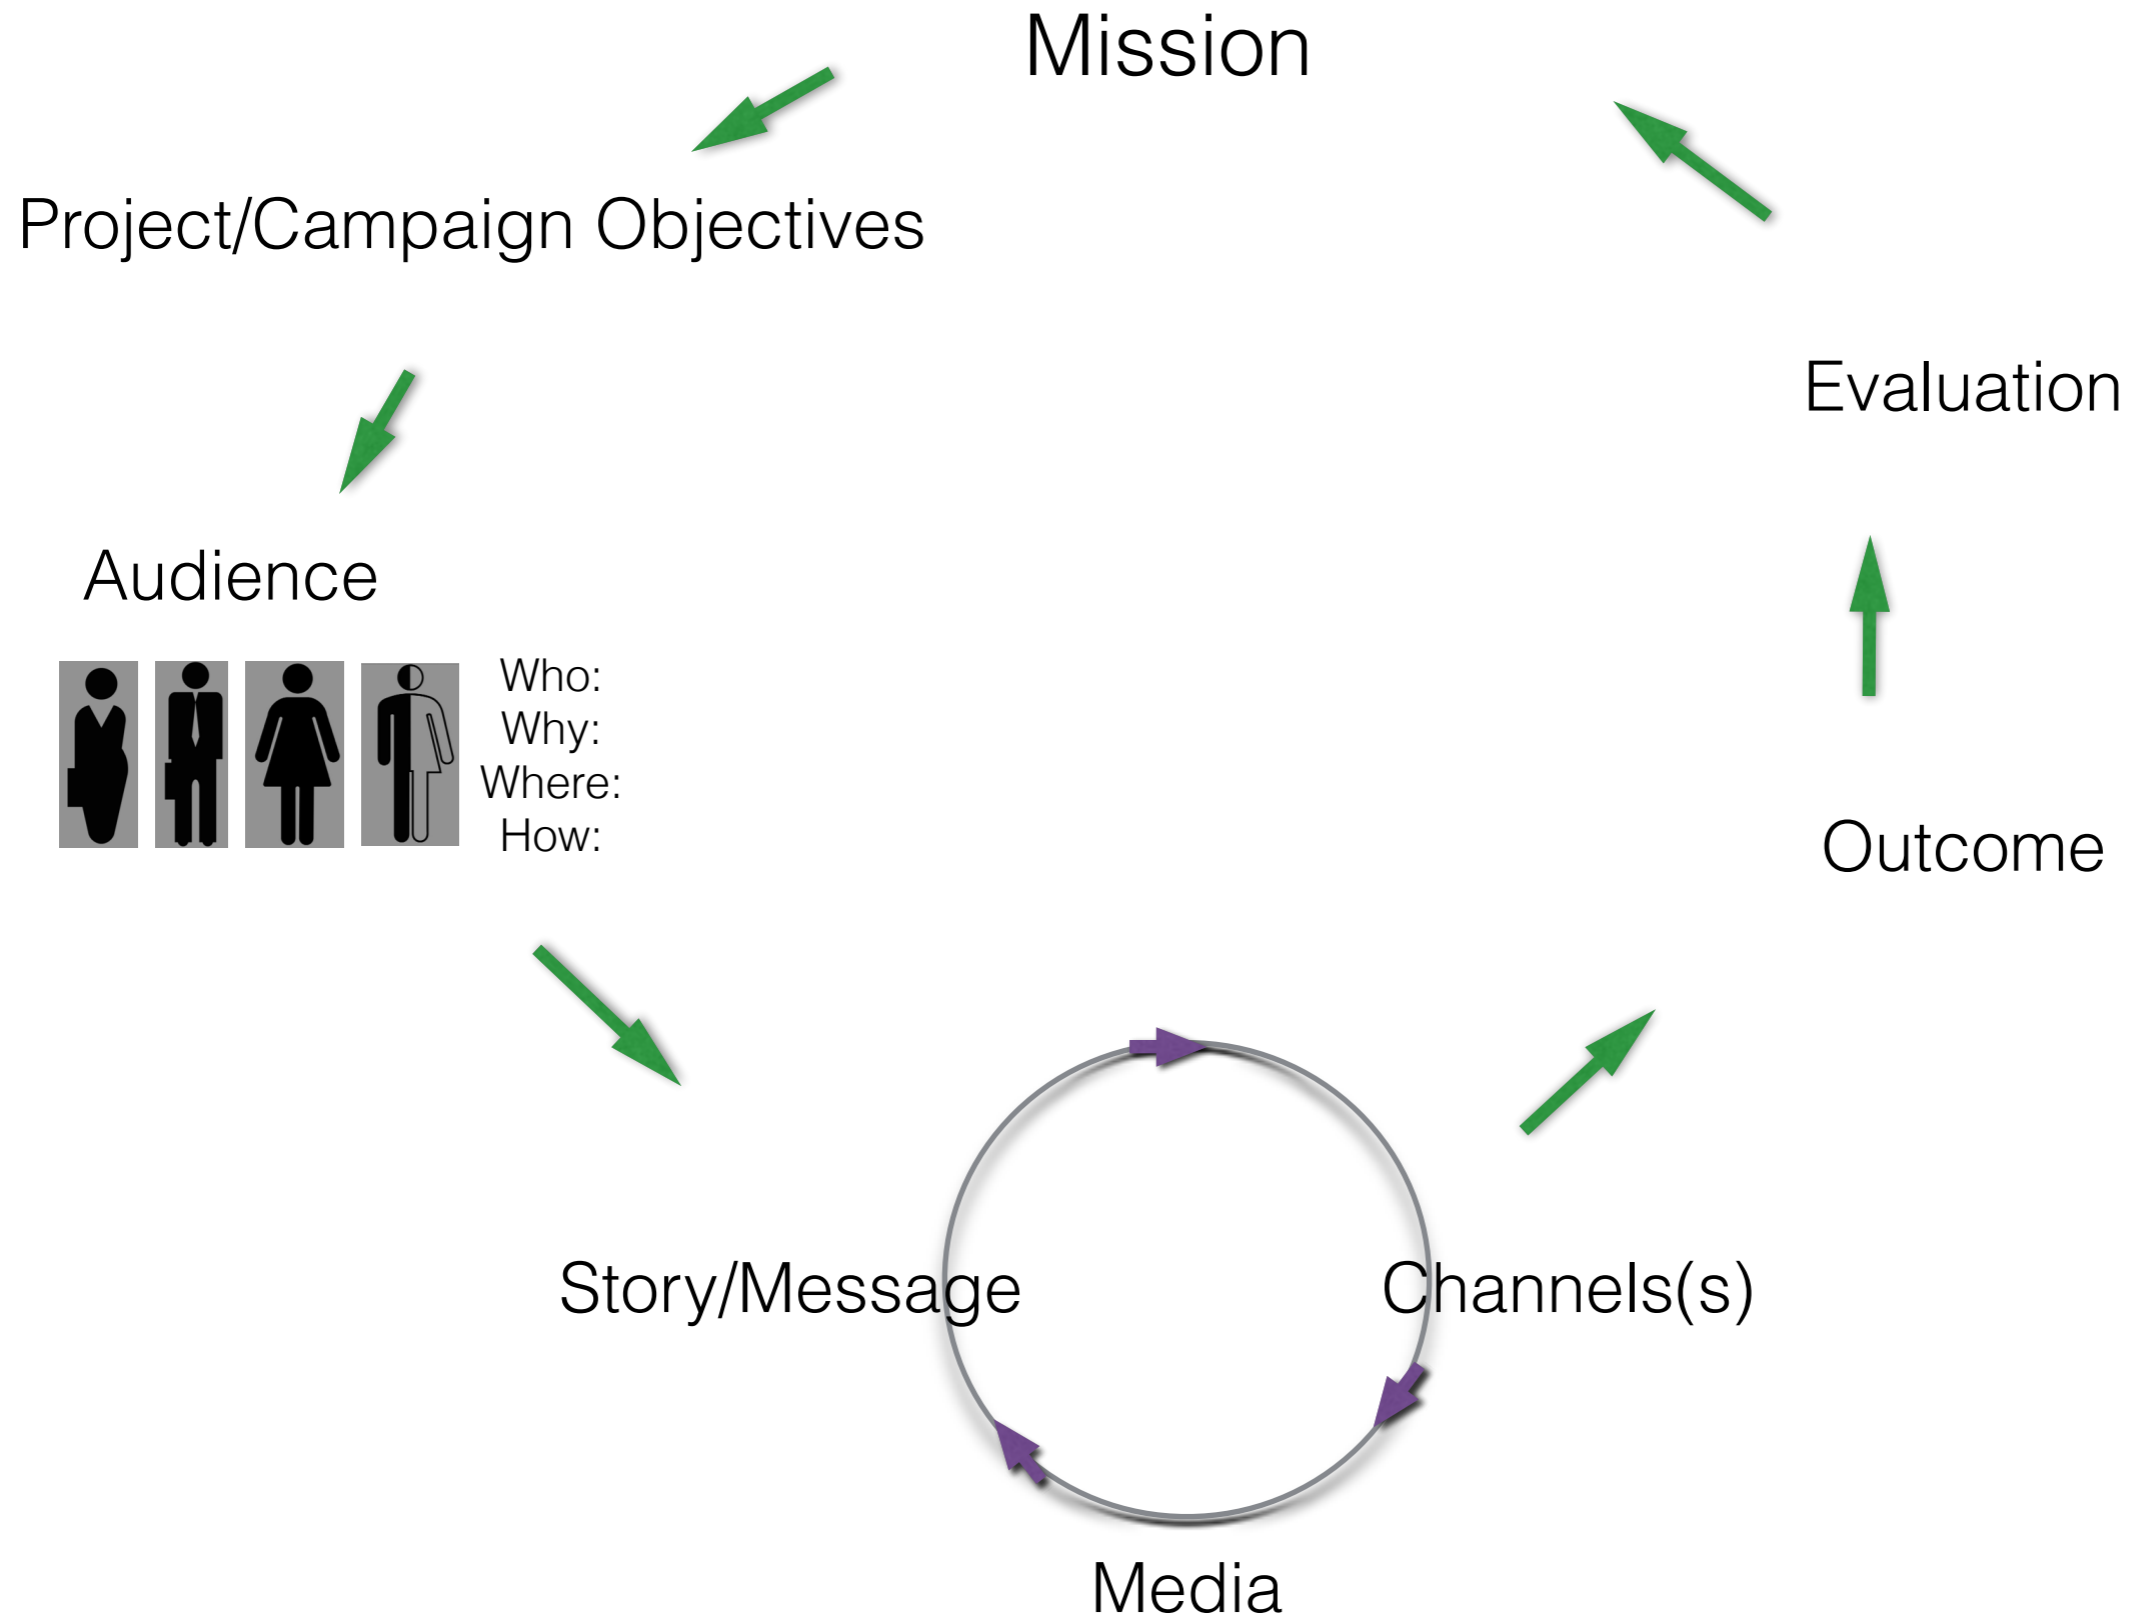 Mission
Project/Campaign Objectives
Evaluation
Audience
Who:
Why:
Where:
How:
Outcome
Story/Message
Channels(s)
Media